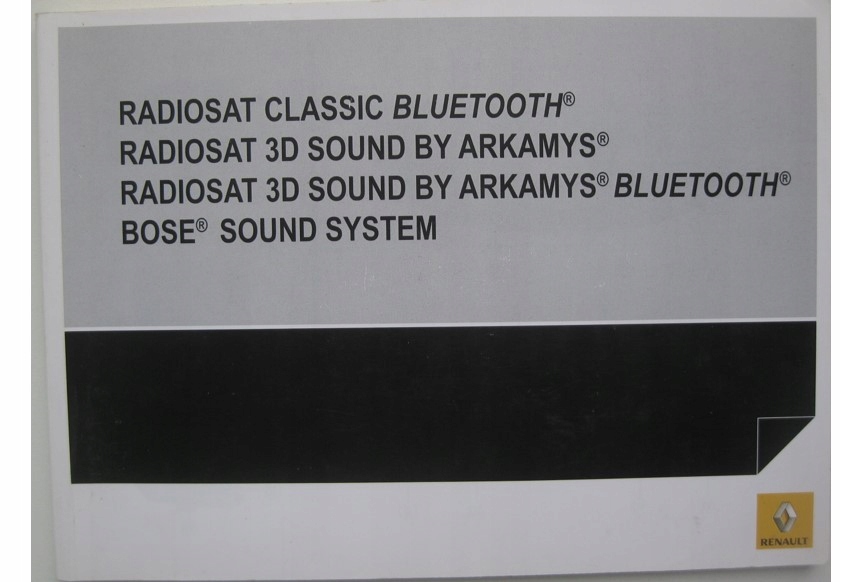 RADIOSAT CLASSIC BLUETOOTH®
RADIOSAT 3D SOUND BY ARKAMYS®
RADIOSAT 3D SOUND BY ARKAMYS® BLUETOOTH®
BOSE® SOUND SYSTEM
RENAULT